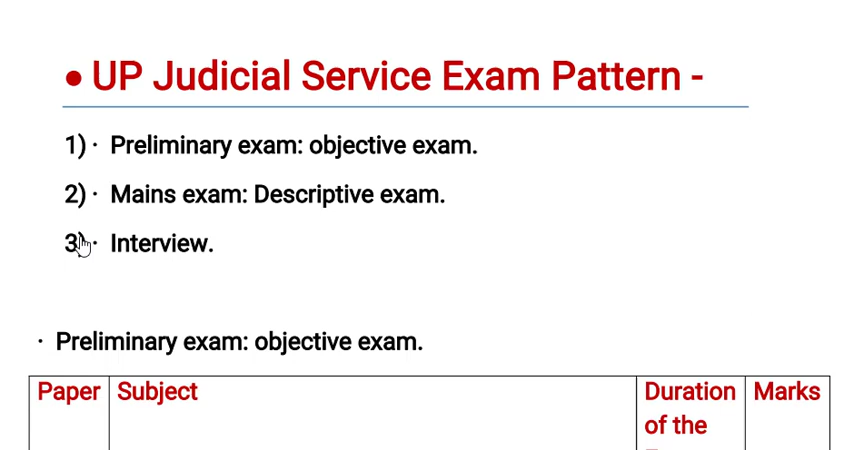 • UP Judicial Service Exam Pattern -
1) · Preliminary exam: objective exam.
2) · Mains exam: Descriptive exam.
3) · Interview.
· Preliminary exam: objective exam.
Paper Subject Duration Marks
of the